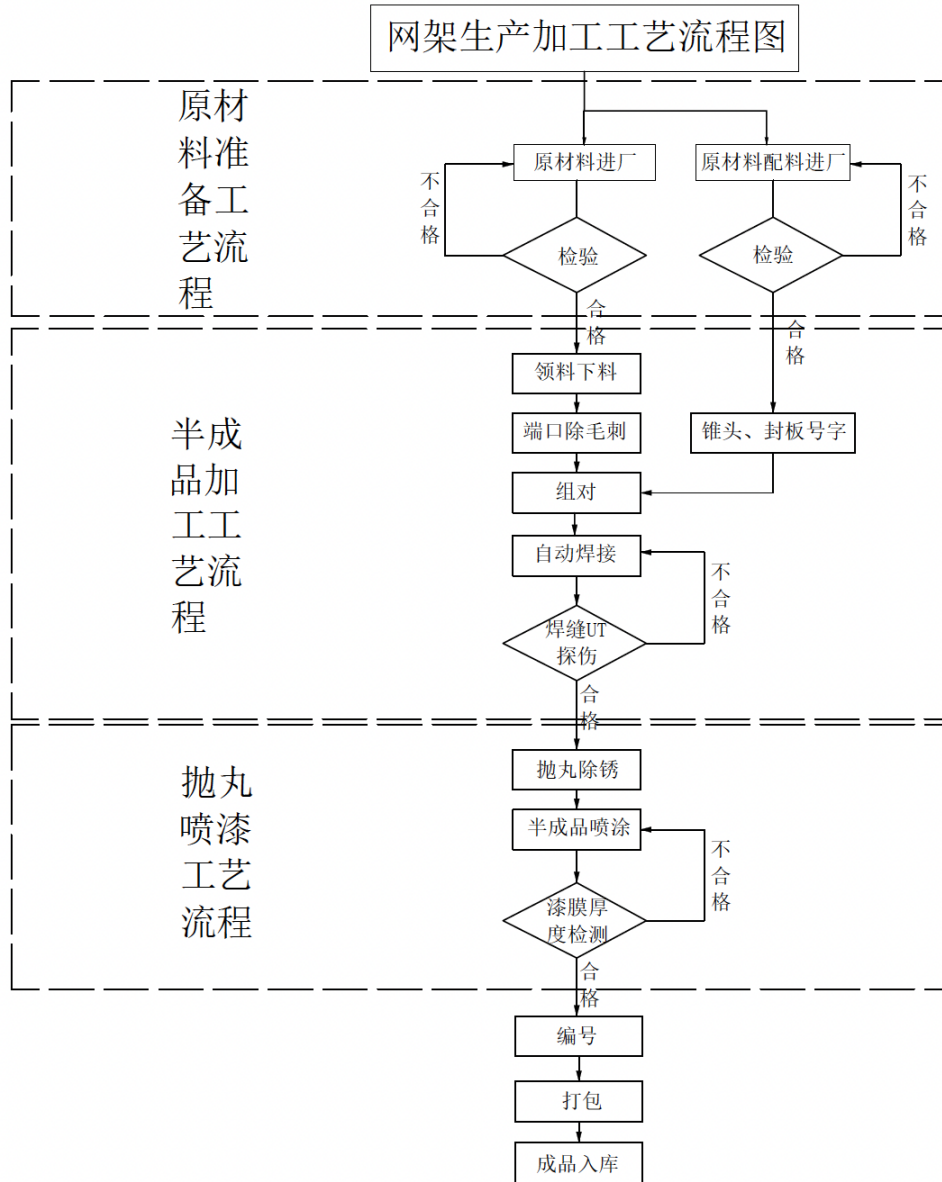 网架生产加工工艺流程图
原材
料准
备工
艺流
程
原材料进厂
原材料配料进厂
不
合
格
不
合
格
检验
检验
合
格
合
格
半成
品加
工工
艺流
程
领料下料
端口除毛刺
锥头、封板号字
组对
自动焊接
不
合
格
焊缝UT
探伤
合
格
抛丸
喷漆
工艺
流程
抛丸除锈
半成品喷涂
不
合
格
漆膜厚
度检测
合
格
编号
打包
成品入库